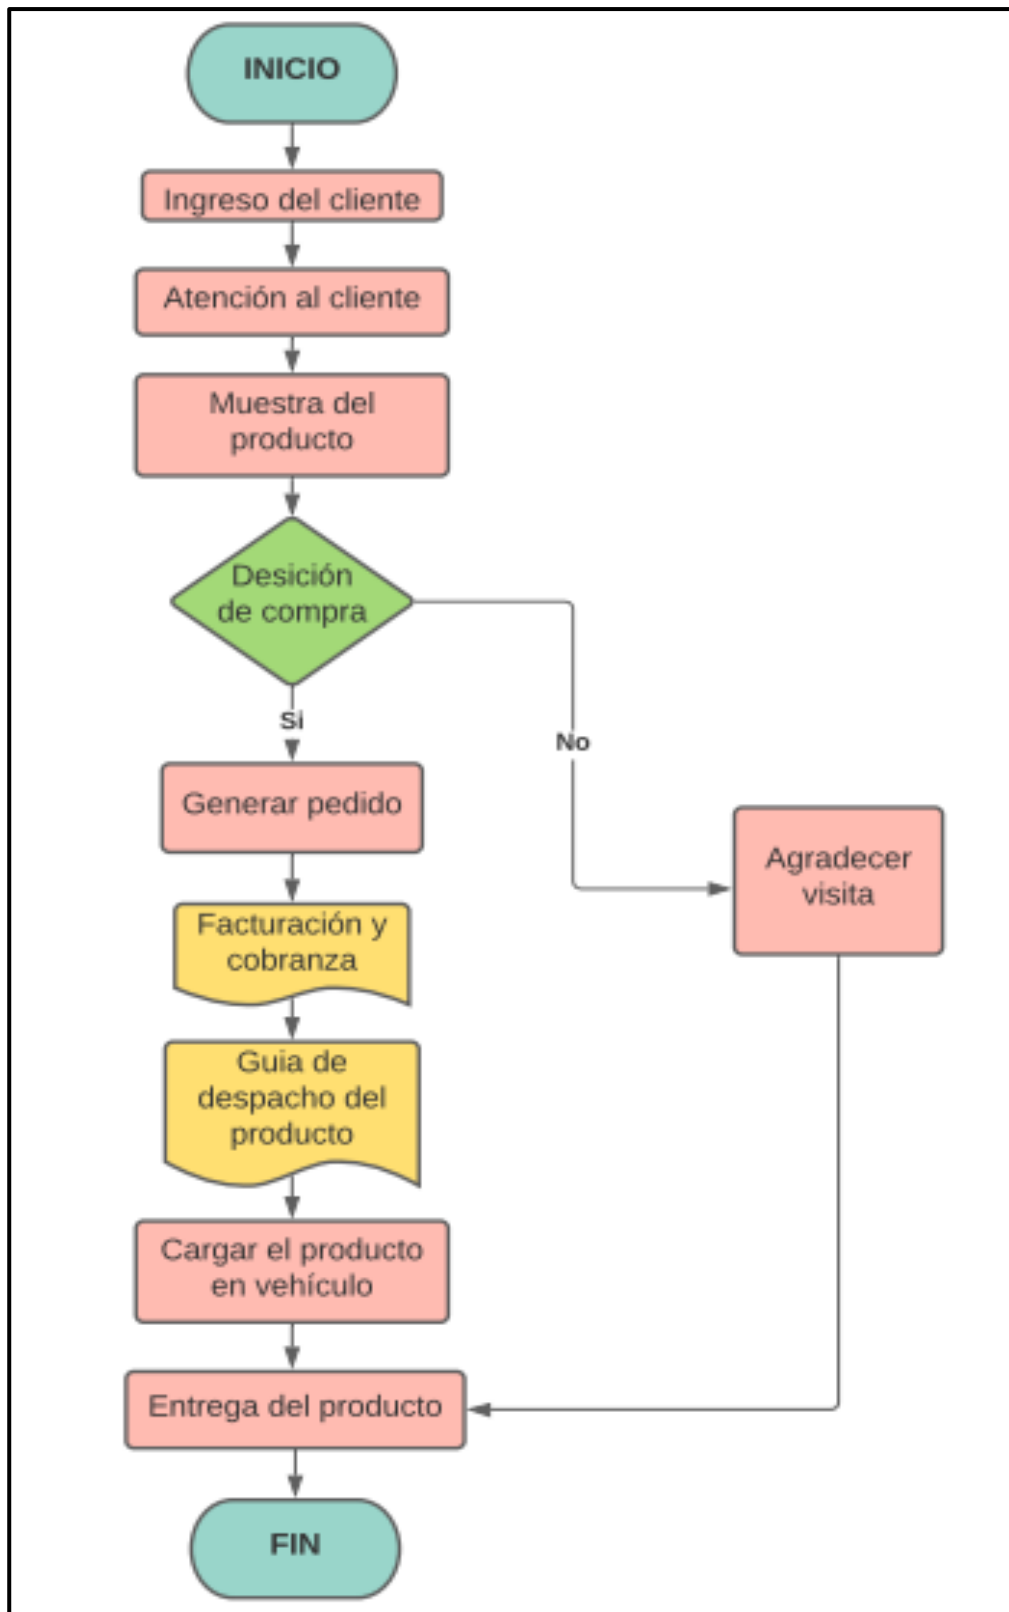 INICIO
Ingreso del cliente
Atención al cliente
Muestra del
producto
Desición
de compra
Si
No
Generar pedido
Agradecer
visita
Facturación y
cobranza
Guia de
despacho del
producto
Cargar el producto
en vehículo
Entrega del producto
FIN